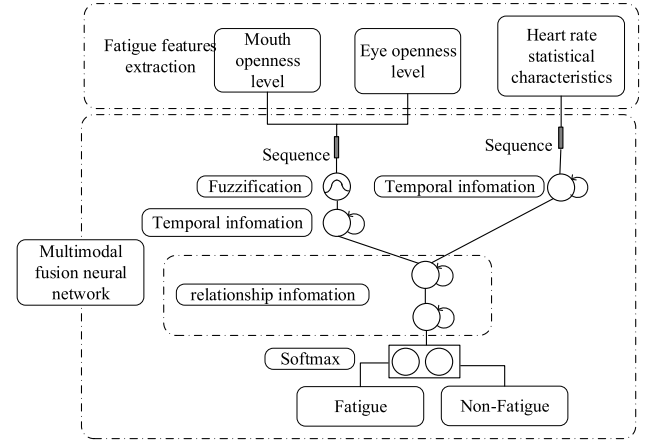 Fatigue features
extraction
Mouth
openness
level
Eye openness
level
Heart rate
statistical
characteristics
Sequence
Sequence
Fuzzification
Temporal infomation
Temporal infomation
Multimodal
fusion neural
network
relationship infomation
Softmax
Fatigue
Non-Fatigue